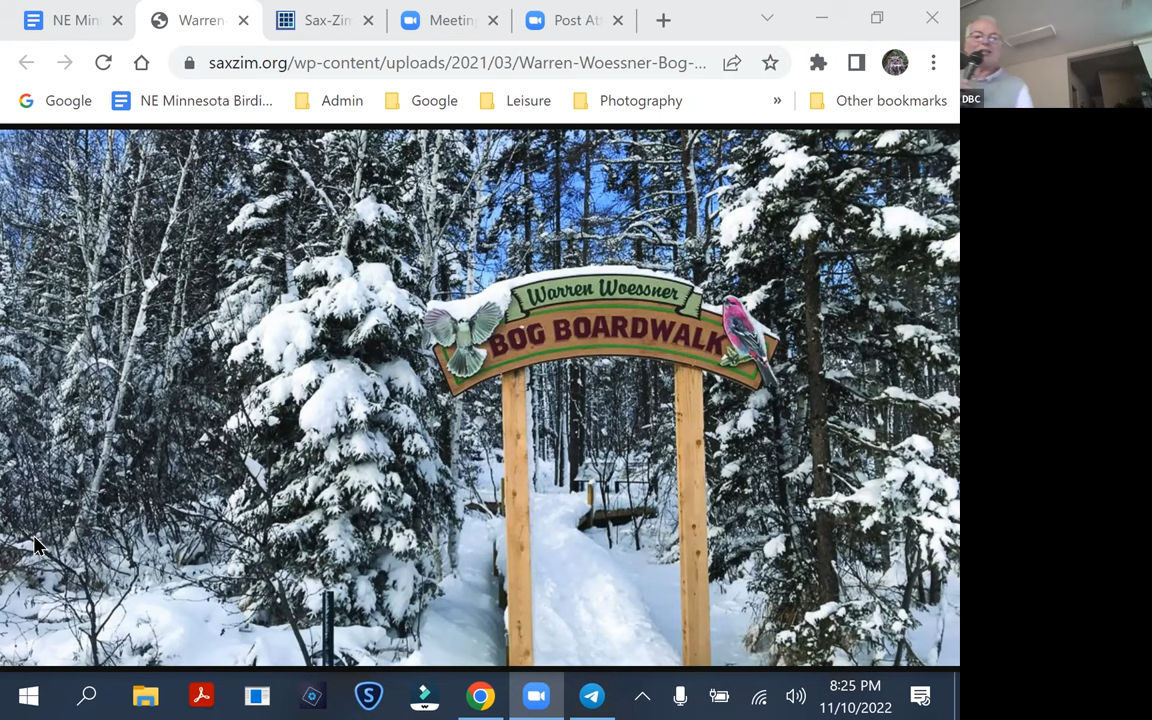 NE Min
Warren
Sax-Zin
Meetin
Post At
saxzim.org/wp-content/uploads/2021/03/Warren-Woessner-Bog-...
Google
NE Minnesota Birdi...
Admin
Google
Leisure
Photography
»
Other bookmarks
DBC
Warren Woessner
BOG BOARDWALK
8:25 PM
11/10/2022